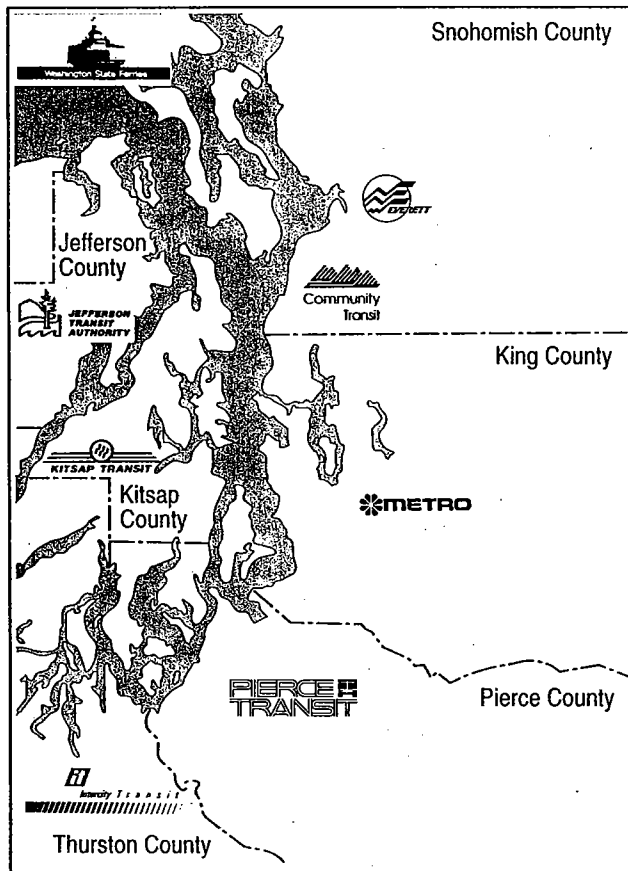 Snohomish County
Washington State Ferries
EVERETT
Jefferson
County
Community
Transit
JEFFERSON
TRANSIT
AUTHORITY
King County
KITSAP TRANSIT
Kitsap
County
METRO
PIERCE
TRANSIT
Pierce County
it
Intercity Transit
Thurston County